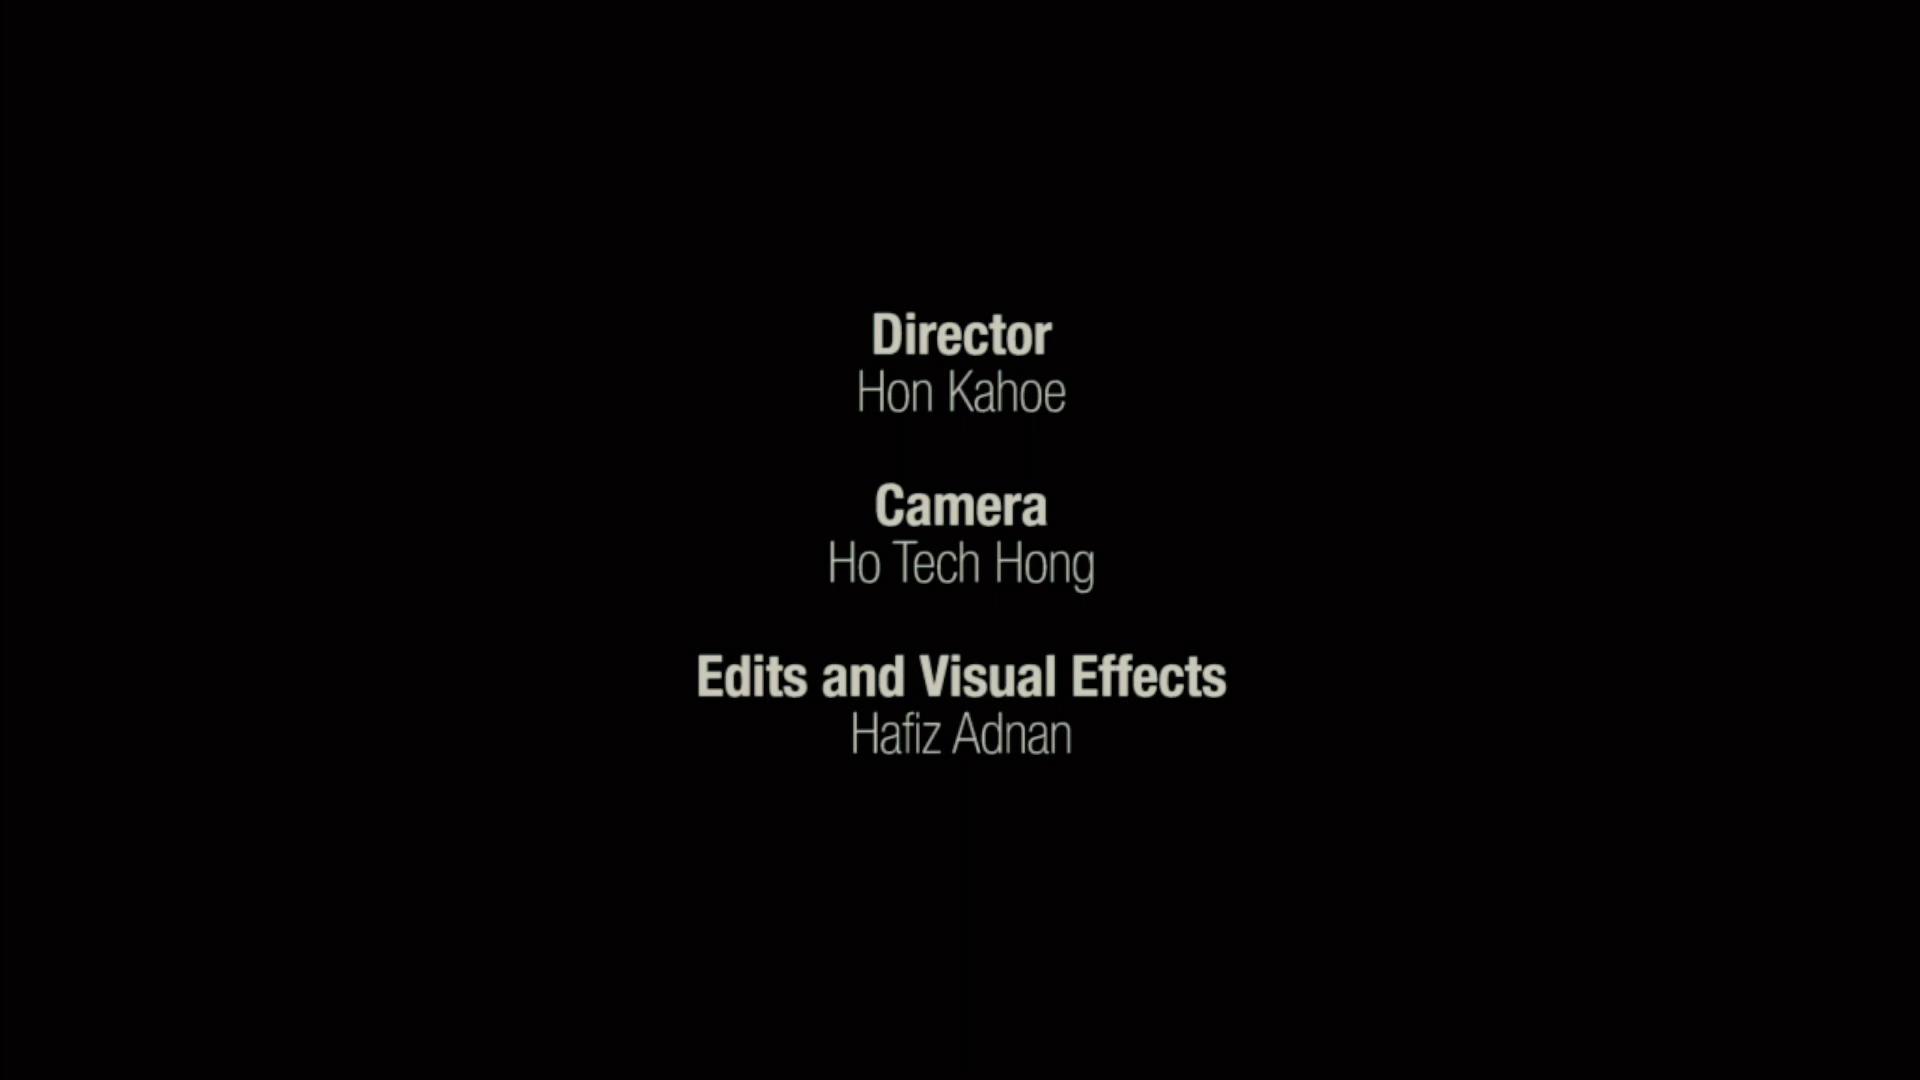 Director
Hon Kahoe
Camera
Ho Tech Hong
Edits and Visual Effects
Hafiz Adnan